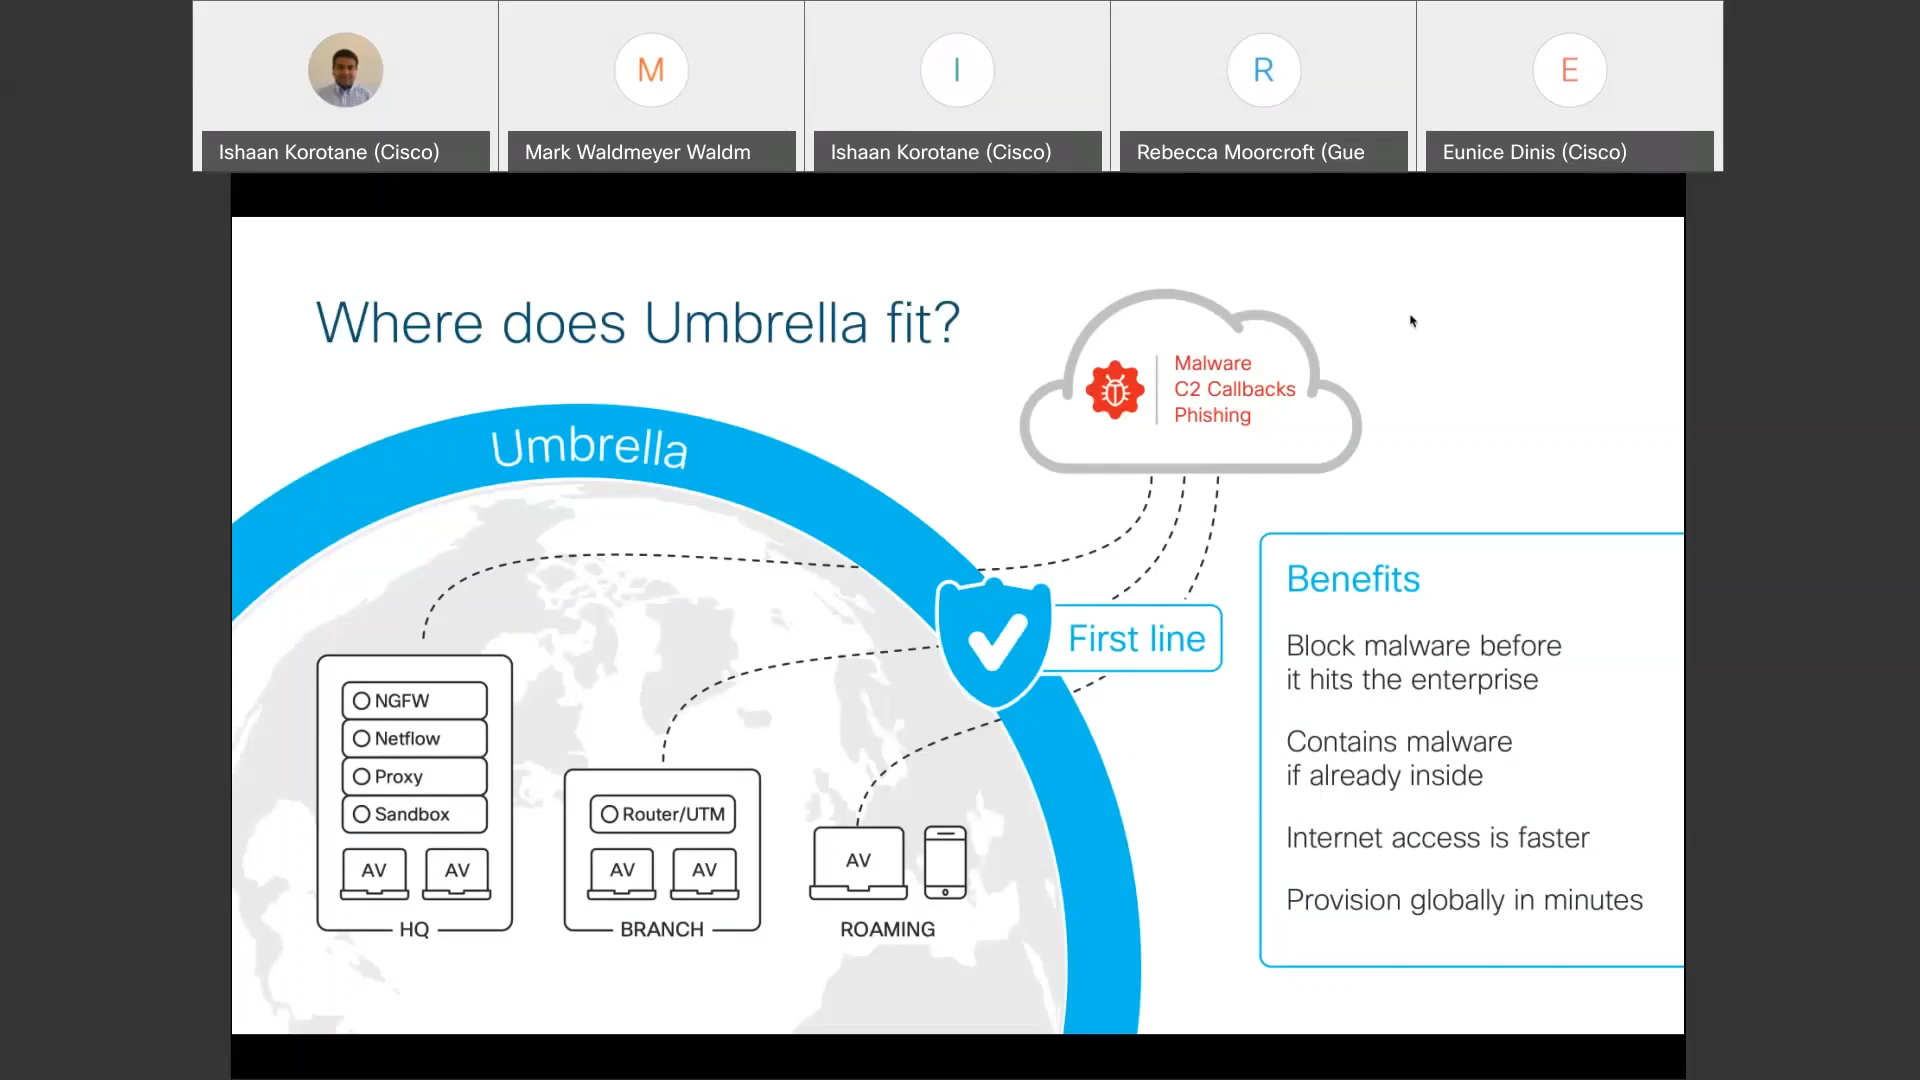 M
I
R
E
Ishaan Korotane (Cisco)
Mark Waldmeyer Waldm
Ishaan Korotane (Cisco)
Rebecca Moorcroft (Gue
Eunice Dinis (Cisco)
Where does Umbrella fit?
Malware
C2 Callbacks
Phishing
Umbrella
First line
NGFW
Netflow
Proxy
Sandbox
AV
AV
HQ
Router/UTM
AV
AV
BRANCH
AV
ROAMING
Benefits
Block malware before
it hits the enterprise
Contains malware
if already inside
Internet access is faster
Provision globally in minutes